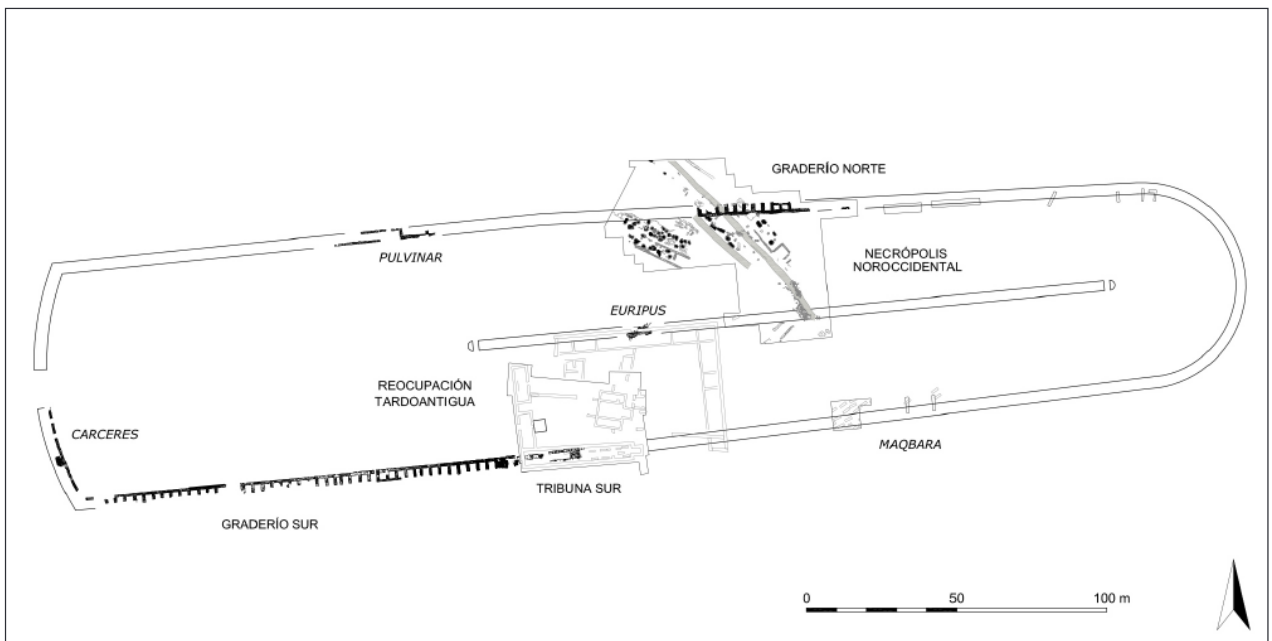 GRADERÍO NORTE
PULVINAR
NECRÓPOLIS
NOROCCIDENTAL
EURIPUS
REOCUPACIÓN
TARDOANTIGUA
CARCERES
MAQBARA
TRIBUNA SUR
GRADERÍO SUR
0 50 100 m